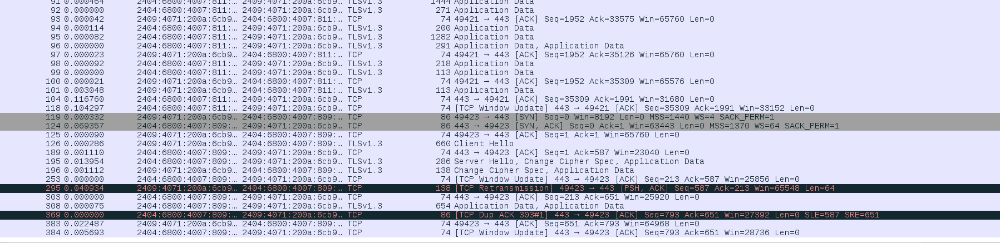 91 0.000464 2404:6800:4007:811:… 2409:4071:200a:6cb9… TLSv1.3 1444 Application Data
92 0.000000 2404:6800:4007:811:… 2409:4071:200a:6cb9… TLSv1.3 271 Application Data
93 0.000042 2409:4071:200a:6cb9… 2404:6800:4007:811:… TCP 74 49421 → 443 [ACK] Seq=1952 Ack=33575 Win=65760 Len=0
94 0.000114 2404:6800:4007:811:… 2409:4071:200a:6cb9… TLSv1.3 200 Application Data
95 0.000082 2404:6800:4007:811:… 2409:4071:200a:6cb9… TLSv1.3 1282 Application Data
96 0.000000 2404:6800:4007:811:… 2409:4071:200a:6cb9… TLSv1.3 291 Application Data, Application Data
97 0.000023 2409:4071:200a:6cb9… 2404:6800:4007:811:… TCP 74 49421 → 443 [ACK] Seq=1952 Ack=35126 Win=65760 Len=0
98 0.000092 2404:6800:4007:811:… 2409:4071:200a:6cb9… TLSv1.3 218 Application Data
99 0.000000 2404:6800:4007:811:… 2409:4071:200a:6cb9… TLSv1.3 113 Application Data
100 0.000021 2409:4071:200a:6cb9… 2404:6800:4007:811:… TCP 74 49421 → 443 [ACK] Seq=1952 Ack=35309 Win=65576 Len=0
101 0.003048 2409:4071:200a:6cb9… 2404:6800:4007:811:… TLSv1.3 113 Application Data
104 0.116760 2404:6800:4007:811:… 2409:4071:200a:6cb9… TCP 74 443 → 49421 [ACK] Seq=35309 Ack=1991 Win=31680 Len=0
118 0.104297 2404:6800:4007:811:… 2409:4071:200a:6cb9… TCP 74 [TCP Window Update] 443 → 49421 [ACK] Seq=35309 Ack=1991 Win=33152 Len=0
119 0.000332 2409:4071:200a:6cb9… 2404:6800:4007:809:… TCP 86 49423 → 443 [SYN] Seq=0 Win=8192 Len=0 MSS=1440 WS=4 SACK_PERM=1
124 0.069357 2404:6800:4007:809:… 2409:4071:200a:6cb9… TCP 86 443 → 49423 [SYN, ACK] Seq=0 Ack=1 Win=63443 Len=0 MSS=1370 WS=64 SACK_PERM=1
125 0.000090 2409:4071:200a:6cb9… 2404:6800:4007:809:… TCP 74 49423 → 443 [ACK] Seq=1 Ack=1 Win=65760 Len=0
126 0.000286 2409:4071:200a:6cb9… 2404:6800:4007:809:… TLSv1.3 660 Client Hello
189 0.001110 2404:6800:4007:809:… 2409:4071:200a:6cb9… TCP 74 443 → 49423 [ACK] Seq=1 Ack=587 Win=23040 Len=0
195 0.013954 2404:6800:4007:809:… 2409:4071:200a:6cb9… TLSv1.3 286 Server Hello, Change Cipher Spec, Application Data
196 0.001112 2409:4071:200a:6cb9… 2404:6800:4007:809:… TLSv1.3 138 Change Cipher Spec, Application Data
253 0.000000 2404:6800:4007:809:… 2409:4071:200a:6cb9… TCP 74 [TCP Window Update] 443 → 49423 [ACK] Seq=213 Ack=587 Win=25856 Len=0
295 0.040934 2409:4071:200a:6cb9… 2404:6800:4007:809:… TCP 138 [TCP Retransmission] 49423 → 443 [PSH, ACK] Seq=587 Ack=213 Win=65548 Len=64
303 0.000000 2404:6800:4007:809:… 2409:4071:200a:6cb9… TCP 74 443 → 49423 [ACK] Seq=213 Ack=651 Win=25920 Len=0
308 0.000075 2404:6800:4007:809:… 2409:4071:200a:6cb9… TLSv1.3 654 Application Data, Application Data
369 0.000000 2404:6800:4007:809:… 2409:4071:200a:6cb9… TCP 86 [TCP Dup ACK 303#1] 443 → 49423 [ACK] Seq=793 Ack=651 Win=27392 Len=0 SLE=587 SRE=651
383 0.022487 2409:4071:200a:6cb9… 2404:6800:4007:809:… TCP 74 49423 → 443 [ACK] Seq=651 Ack=793 Win=64968 Len=0
384 0.005693 2404:6800:4007:809:… 2409:4071:200a:6cb9… TCP 74 [TCP Window Update] 443 → 49423 [ACK] Seq=793 Ack=651 Win=28736 Len=0